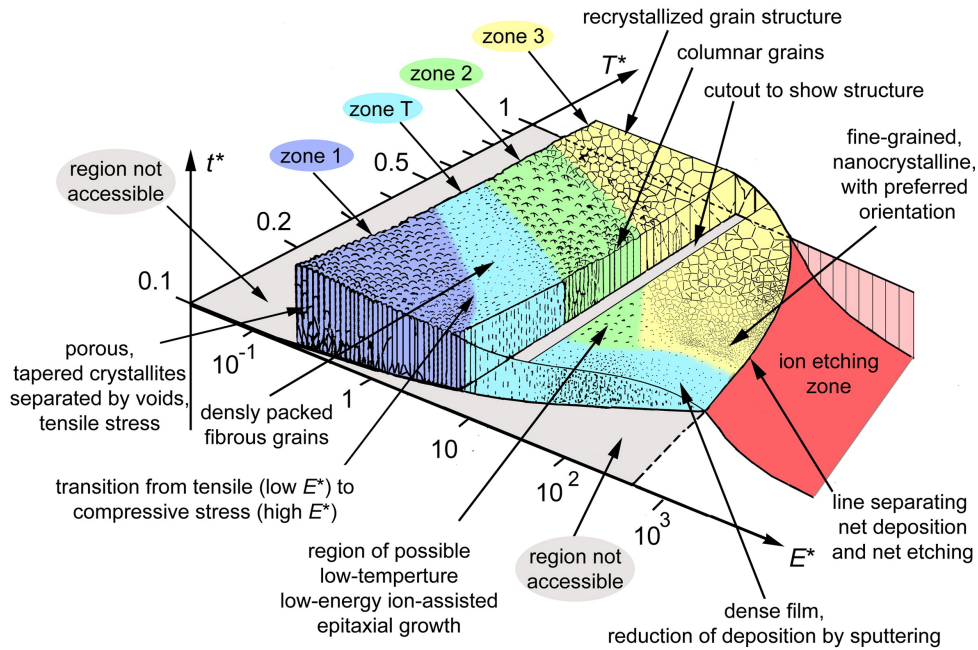 recrystallized grain structure
zone 3
columnar grains
T*
zone 2
cutout to show structure
zone T
1
fine-grained,
nanocrystalline,
with preferred
orientation
zone 1
0.5
t*
region not
accessible
0.2
0.1
10-1
1
10
10²
10³
E*
ion etching
zone
porous,
tapered crystallites
separated by voids,
tensile stress
densly packed
fibrous grains
transition from tensile (low E*) to
compressive stress (high E*)
region of possible
low-temperture
low-energy ion-assisted
epitaxial growth
region not
accessible
line separating
net deposition
and net etching
dense film,
reduction of deposition by sputtering